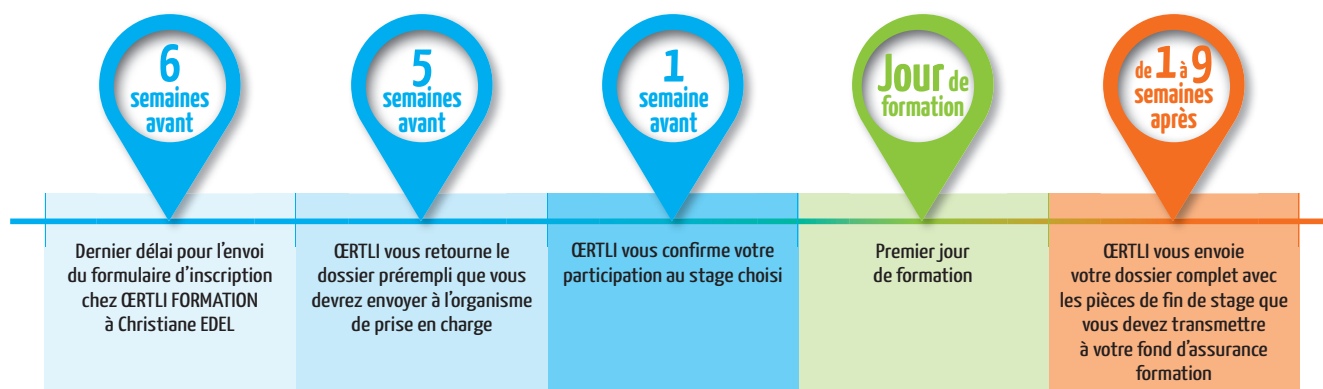 6
semaines
avant
Dernier délai pour l'envoi
du formulaire d'inscription
chez ŒRTLI FORMATION
à Christiane EDEL
5
semaines
avant
ŒRTLI vous retourne le
dossier prérempli que vous
devrez envoyer à l'organisme
de prise en charge
1
semaine
avant
ŒRTLI vous confirme votre
participation au stage choisi
Jour de
formation
Premier jour
de formation
de 1 à 9
semaines
après
ŒRTLI vous envoie
votre dossier complet avec
les pièces de fin de stage que
vous devez transmettre
à votre fond d'assurance
formation